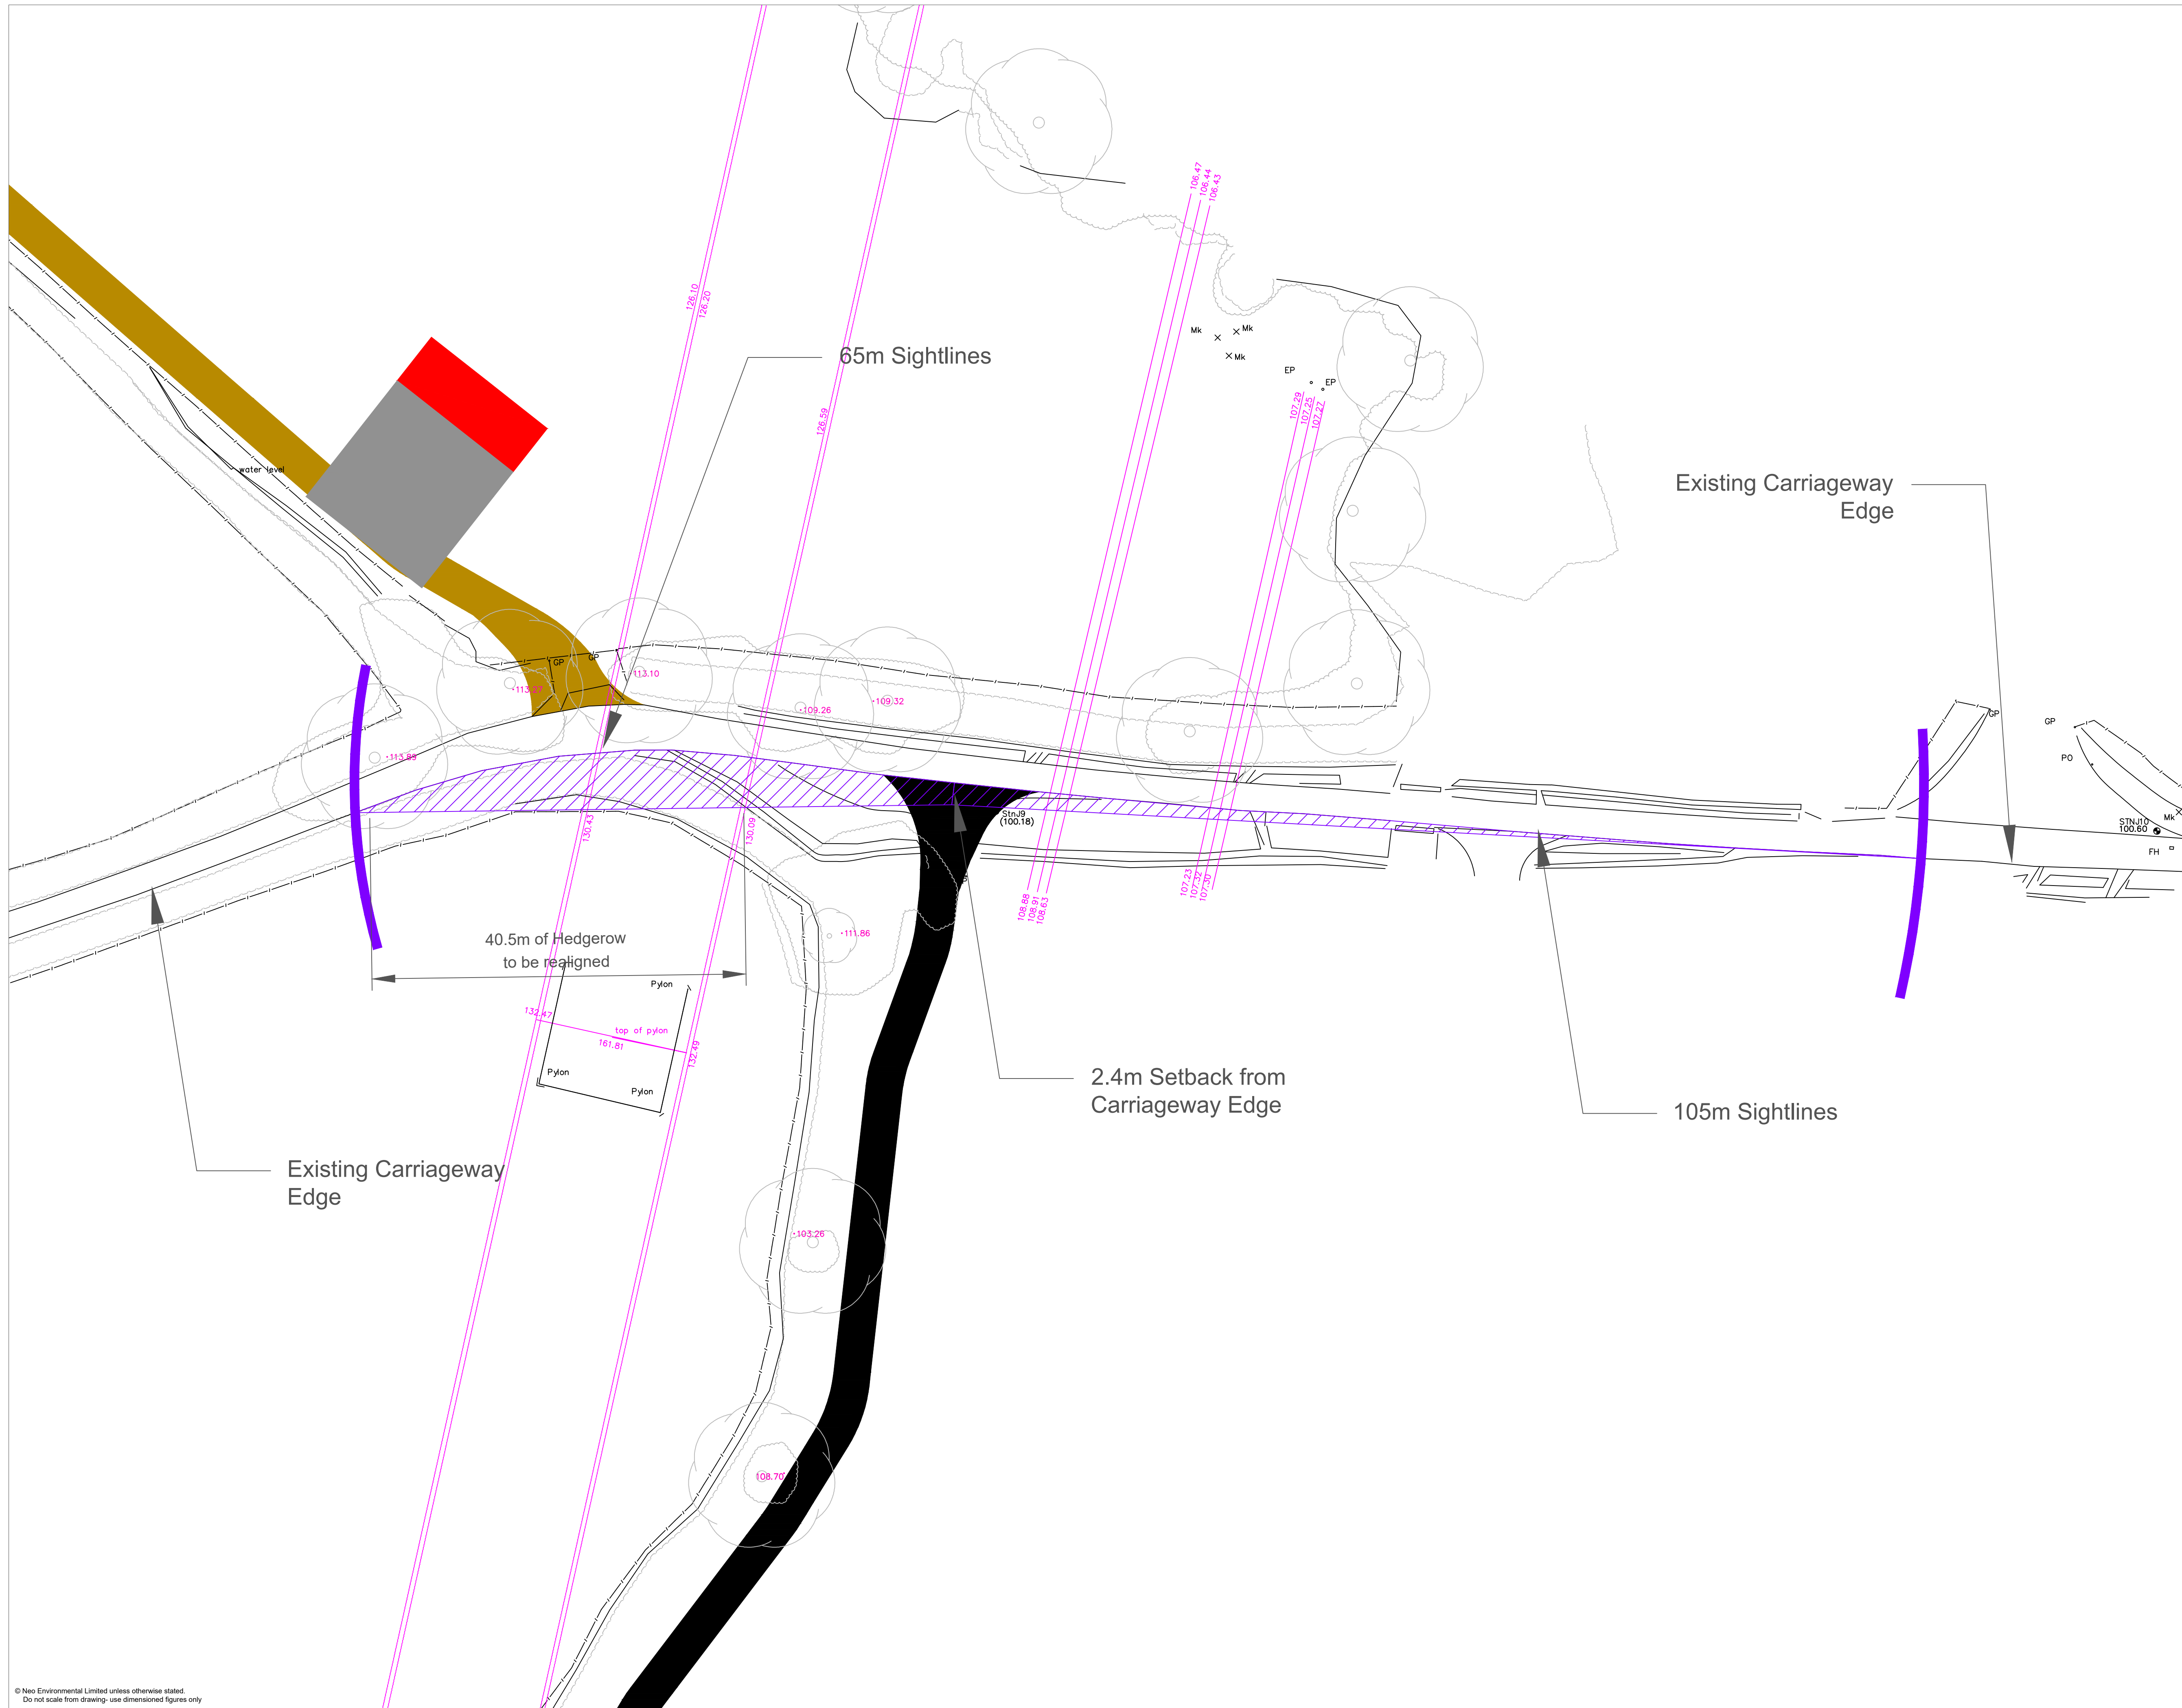 106.47
106.44
106.43
126.10
126.20
Mk
Mk
Mk
65m Sightlines
EP
EP
107.29
107.25
107.27
126.59
water level
Existing Carriageway
Edge
GP
GP
113.27
113.10
109.26
109.32
113.89
GP
GP
PO
StnJ9
(100.18)
130.43
130.09
STNJ10
100.60
Mk
FH
107.23
107.32
107.30
108.88
108.91
108.63
40.5m of Hedgerow
to be realigned
111.86
Pylon
132.47
top of pylon
161.81
132.49
Pylon
Pylon
2.4m Setback from
Carriageway Edge
105m Sightlines
Existing Carriageway
Edge
103.26
108.70
© Neo Environmental Limited unless otherwise stated.
Do not scale from drawing- use dimensioned figures only